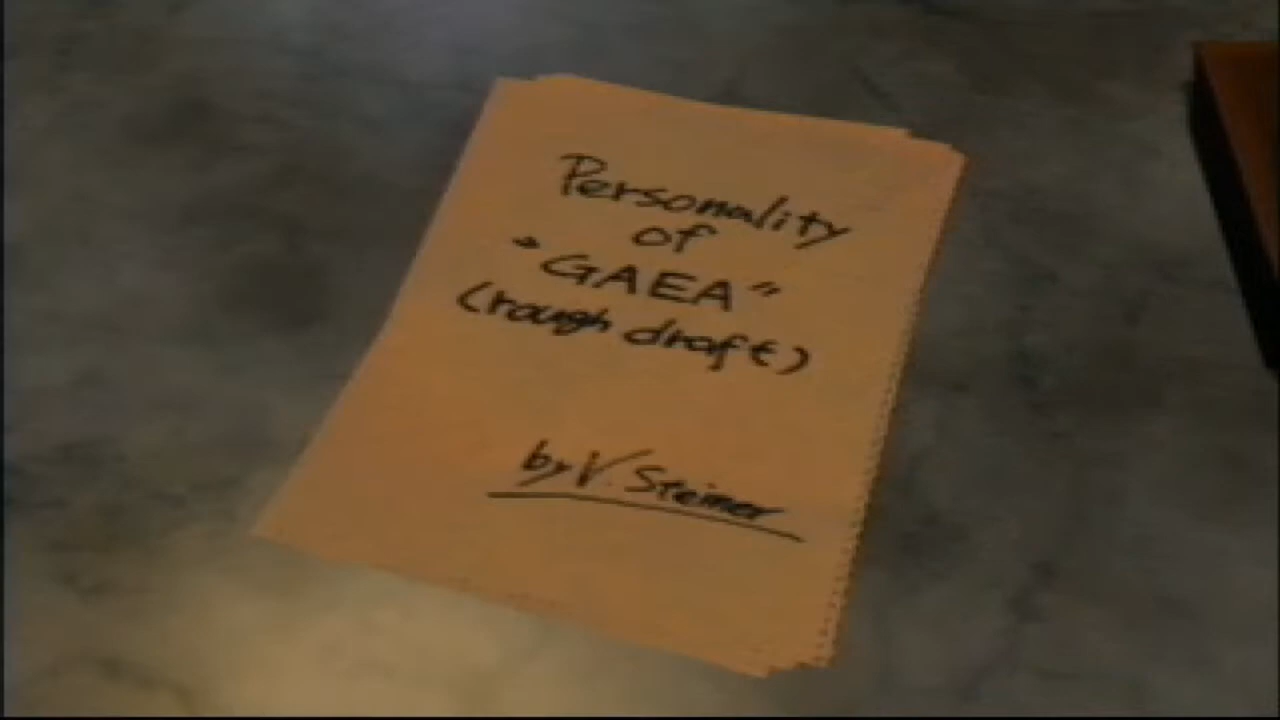 Personality
of
"GAEA"
(rough draft)
by V. Steiner